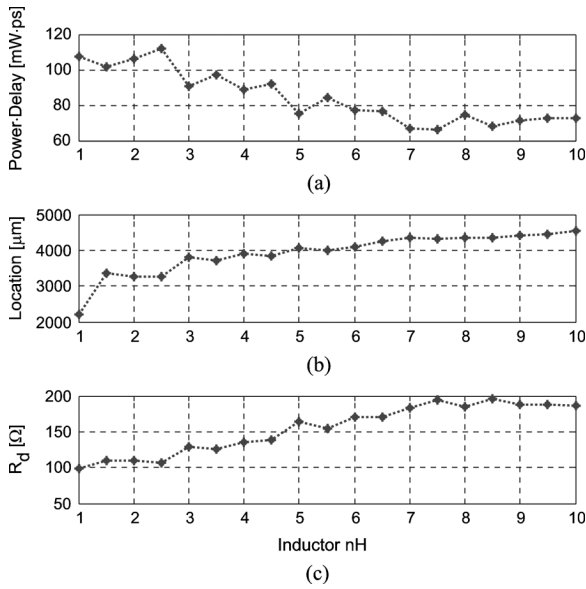 Power-Delay [mW·ps]
120
100
80
60
1 2 3 4 5 6 7 8 9 10
(a)
Location [μm]
5000
4000
3000
2000
1 2 3 4 5 6 7 8 9 10
(b)
Rd [Ω]
200
150
100
50
1 2 3 4 5 6 7 8 9 10
Inductor nH
(c)